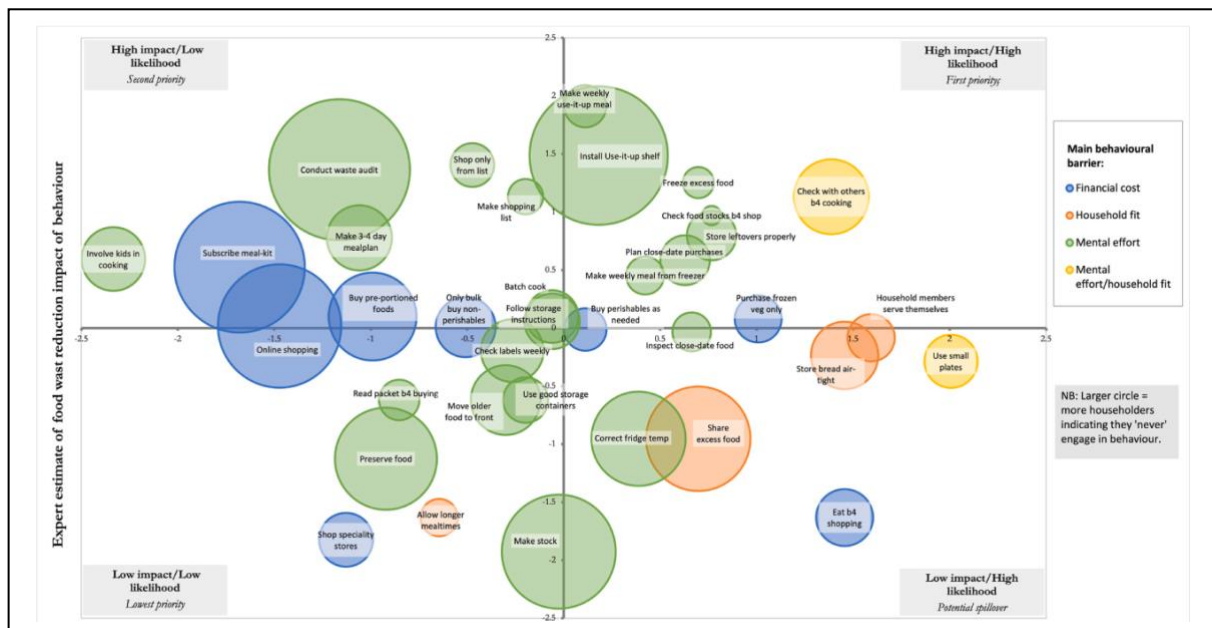 High impact/Low
likelihood
Second priority
High impact/High
likelihood
First priority;
2.5
2
1.5
1
0.5
0
-0.5
-1
-1.5
-2
-2.5
-2.5
-2
-1.5
-1
-0.5
0
0.5
1
1.5
2
2.5
Expert estimate of food wast reduction impact of behaviour
Make weekly
use-it-up meal
Install Use-it-up shelf
Conduct waste audit
Shop only
from list
Make shopping
list
Freeze excess food
Check with others
b4 cooking
Check food stocks b4 shop
Store leftovers properly
Make 3-4 day
mealplan
Involve kids in
cooking
Subscribe meal-kit
Plan close-date purchases
Make weekly meal from freezer
Batch cook
Buy pre-portioned
foods
Only bulk
buy non-
perishables
Follow storage
instructions
Buy perishables as
needed
Purchase frozen
veg only
Household members
serve themselves
Online shopping
Check labels weekly
Inspect close-date food
Store bread air-
tight
Use small
plates
Read packet b4 buying
Move older
food to front
Use good storage
containers
Preserve food
Correct fridge temp
Share
excess food
Allow longer
mealtimes
Shop speciality
stores
Make stock
Eat b4
shopping
Low impact/Low
likelihood
Lowest priority
Low impact/High
likelihood
Potential spillover
Main behavioural
barrier:
Financial cost
Household fit
Mental effort
Mental
effort/household fit
NB: Larger circle =
more householders
indicating they 'never'
engage in behaviour.